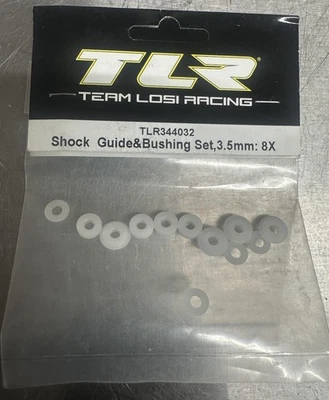 TLR
TEAM LOSI RACING
TLR344032
Shock Guide&Bushing Set,3.5mm: 8X